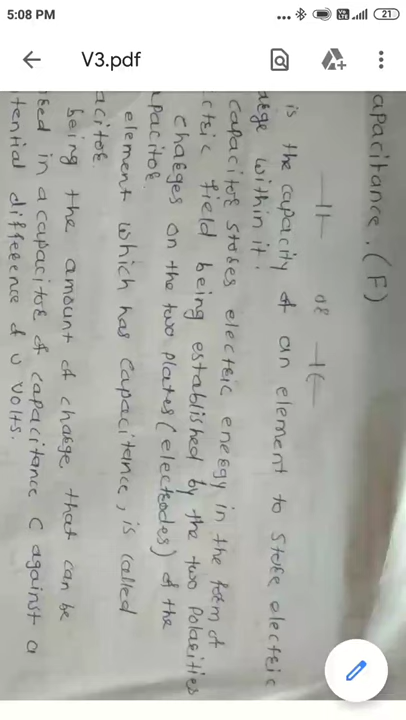 5:08 PM
21
V3.pdf
apacitance. (F)
or
is the capacity of an element to store electric
arge within it.
capacitor stores electric energy in the form of
ctric field being established by the two polarities
charges on the two plates (electrodes) of the
pacitor.
element which has capacitance, is called
acitor.
being the amount of charge that can be
red in a capacitor of capacitance C against a
tential difference of v volts.